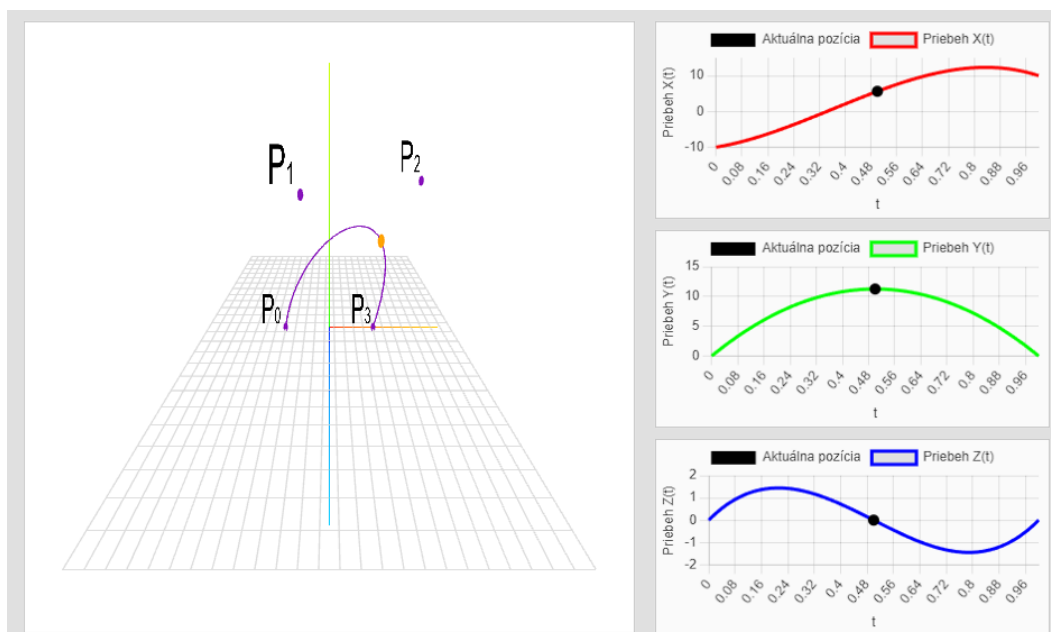 P1
P2
P0
P3
Aktuálna pozícia Priebeh X(t)
Priebeh X(t)
10
0
-10
0 0.08 0.16 0.24 0.32 0.4 0.48 0.56 0.64 0.72 0.8 0.88 0.96
t
Aktuálna pozícia Priebeh Y(t)
Priebeh Y(t)
15
10
5
0
0 0.08 0.16 0.24 0.32 0.4 0.48 0.56 0.64 0.72 0.8 0.88 0.96
t
Aktuálna pozícia Priebeh Z(t)
Priebeh Z(t)
2
1
0
-1
-2
0 0.08 0.16 0.24 0.32 0.4 0.48 0.56 0.64 0.72 0.8 0.88 0.96
t